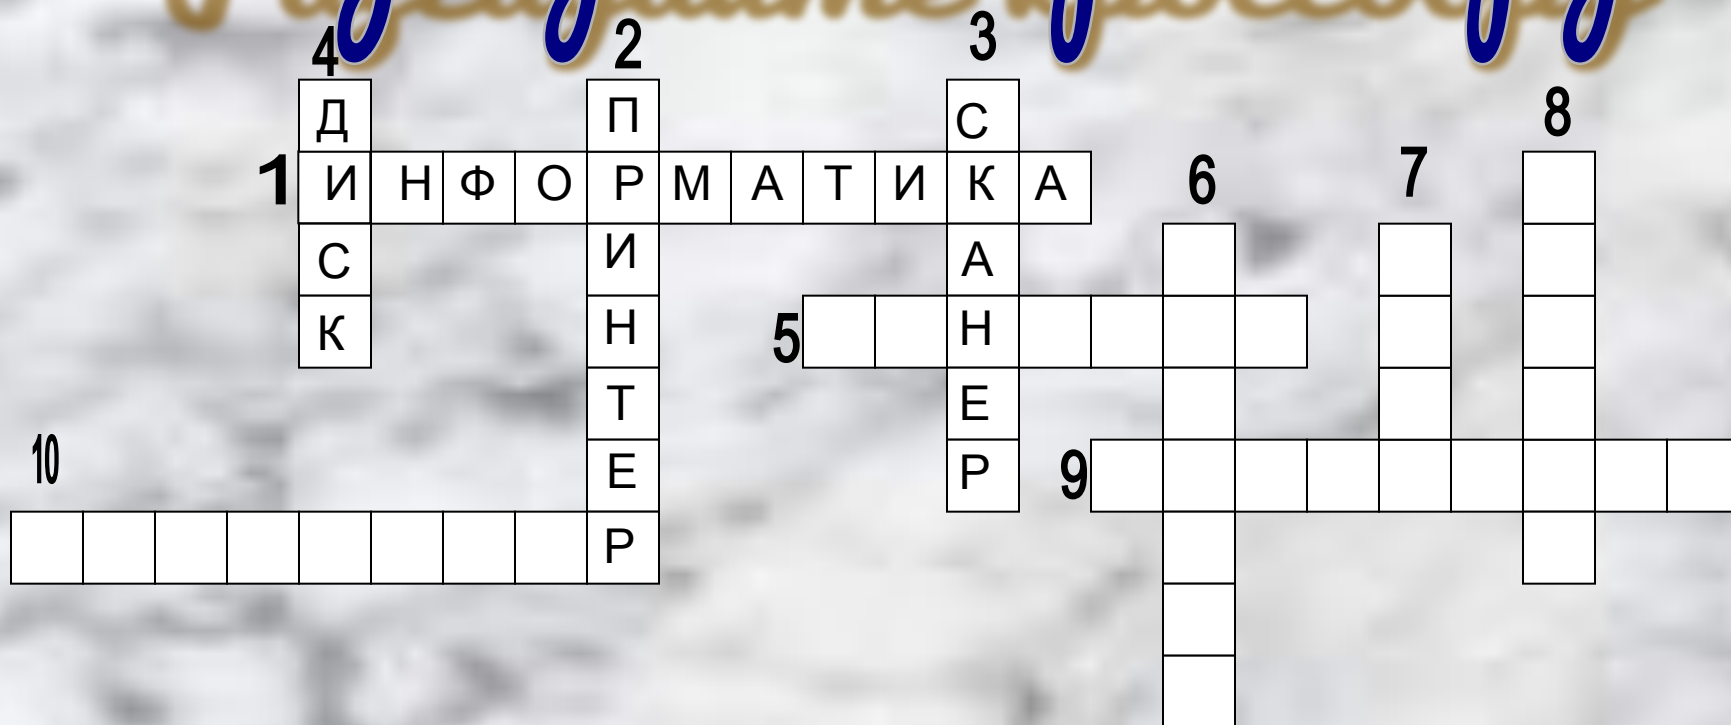 4 2 3
8
Д П С
1 ИНФОРМАТИКА 6 7
С И А
К Н 5 Н
Т Е
10 Е Р 9
Р